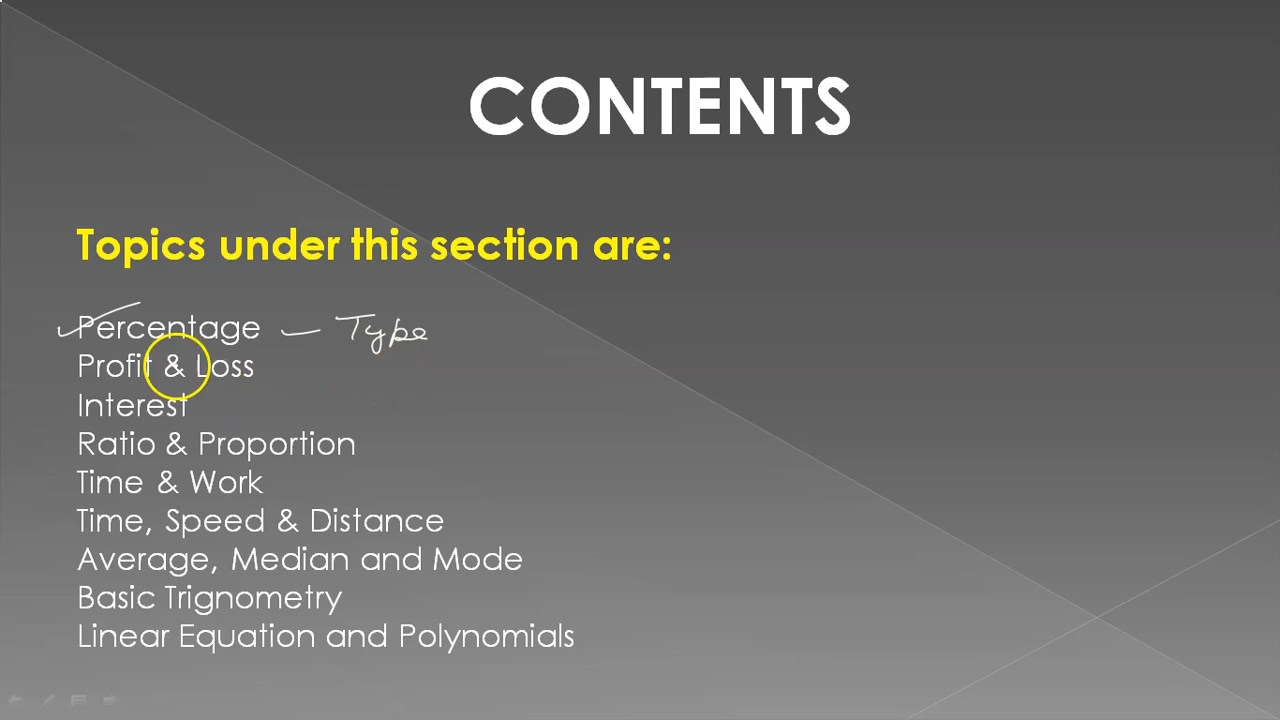 CONTENTS
Topics under this section are:
Percentage – Type
Profit & Loss
Interest
Ratio & Proportion
Time & Work
Time, Speed & Distance
Average, Median and Mode
Basic Trignometry
Linear Equation and Polynomials